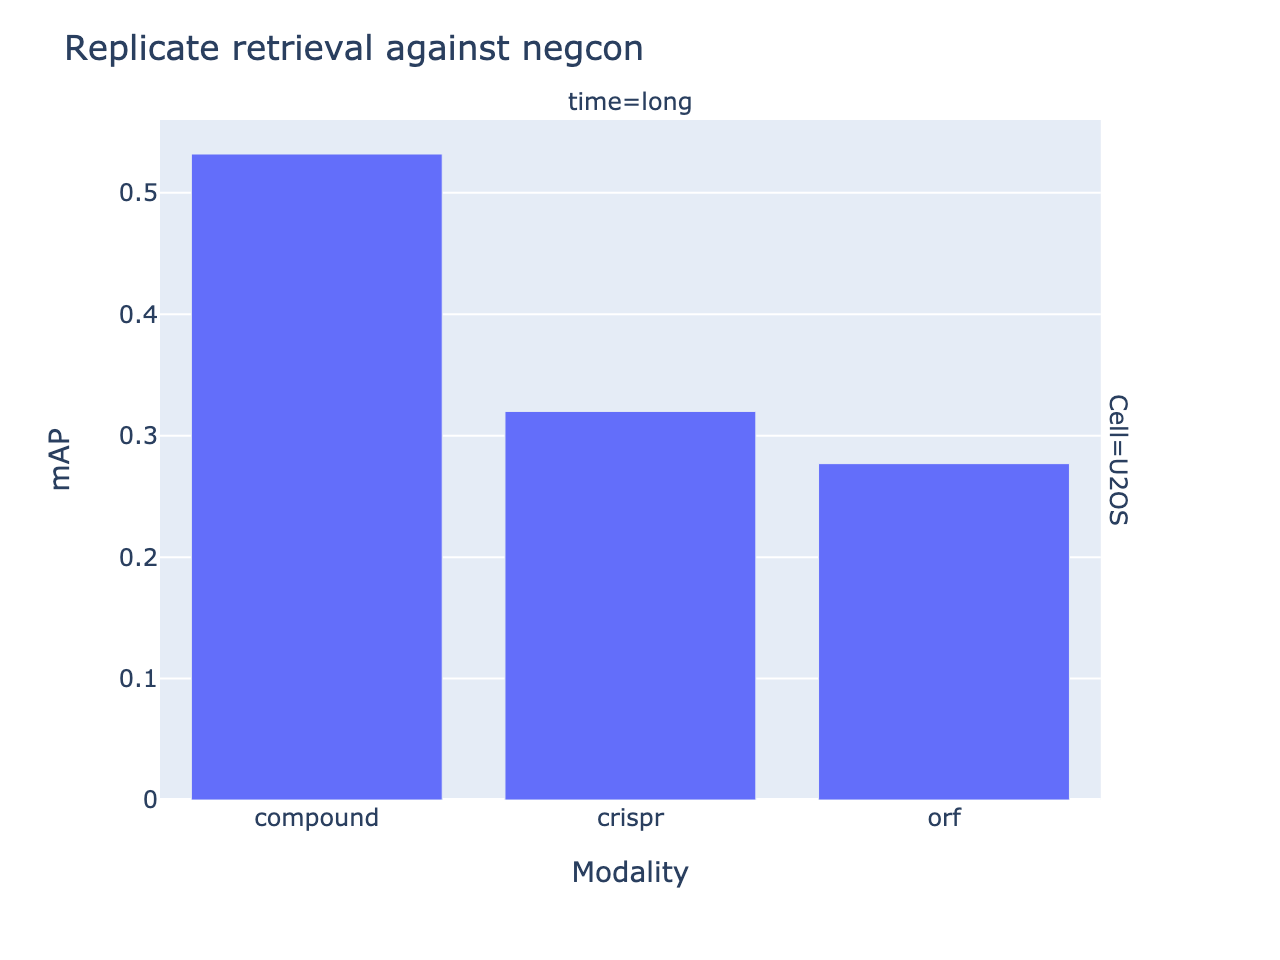 Replicate retrieval against negcon
time=long
0.5
0.4
0.3
0.2
0.1
0
mAP
Cell=U2OS
compound
crispr
orf
Modality